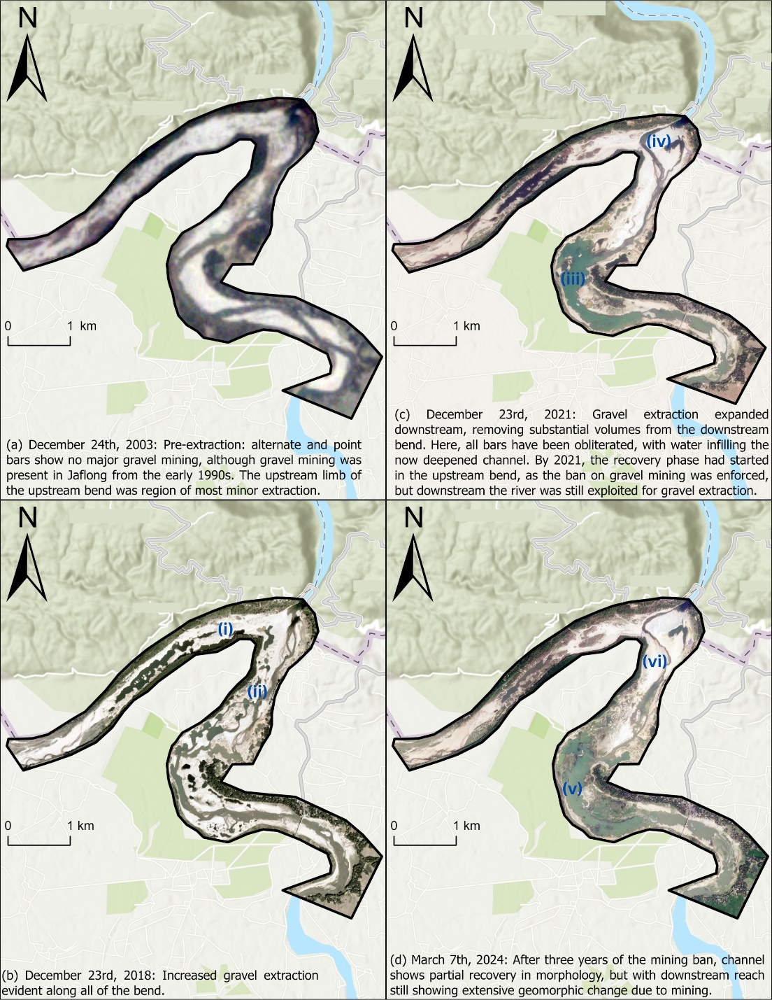 N
0 1 km
(a) December 24th, 2003: Pre-extraction: alternate and point
bars show no major gravel mining, although gravel mining was
present in Jaflong from the early 1990s. The upstream limb of
the upstream bend was region of most minor extraction.
N
(iv)
(iii)
0 1 km
(c) December 23rd, 2021: Gravel extraction expanded
downstream, removing substantial volumes from the downstream
bend. Here, all bars have been obliterated, with water infilling the
now deepened channel. By 2021, the recovery phase had started
in the upstream bend, as the ban on gravel mining was enforced,
but downstream the river was still exploited for gravel extraction.
N
(i)
(ii)
0 1 km
(b) December 23rd, 2018: Increased gravel extraction
evident along all of the bend.
N
(vi)
(v)
0 1 km
(d) March 7th, 2024: After three years of the mining ban, channel
shows partial recovery in morphology, but with downstream reach
still showing extensive geomorphic change due to mining.